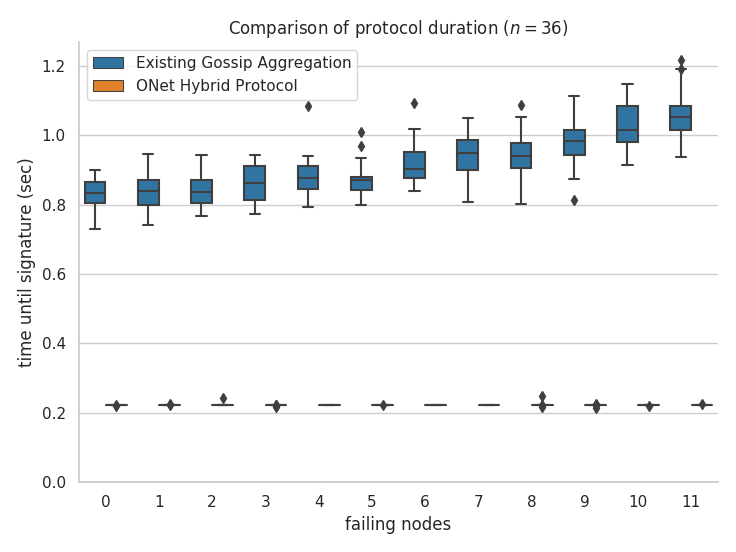 Comparison of protocol duration (n = 36)
Existing Gossip Aggregation
ONet Hybrid Protocol
time until signature (sec)
1.2
1.0
0.8
0.6
0.4
0.2
0.0
0 1 2 3 4 5 6 7 8 9 10 11
failing nodes